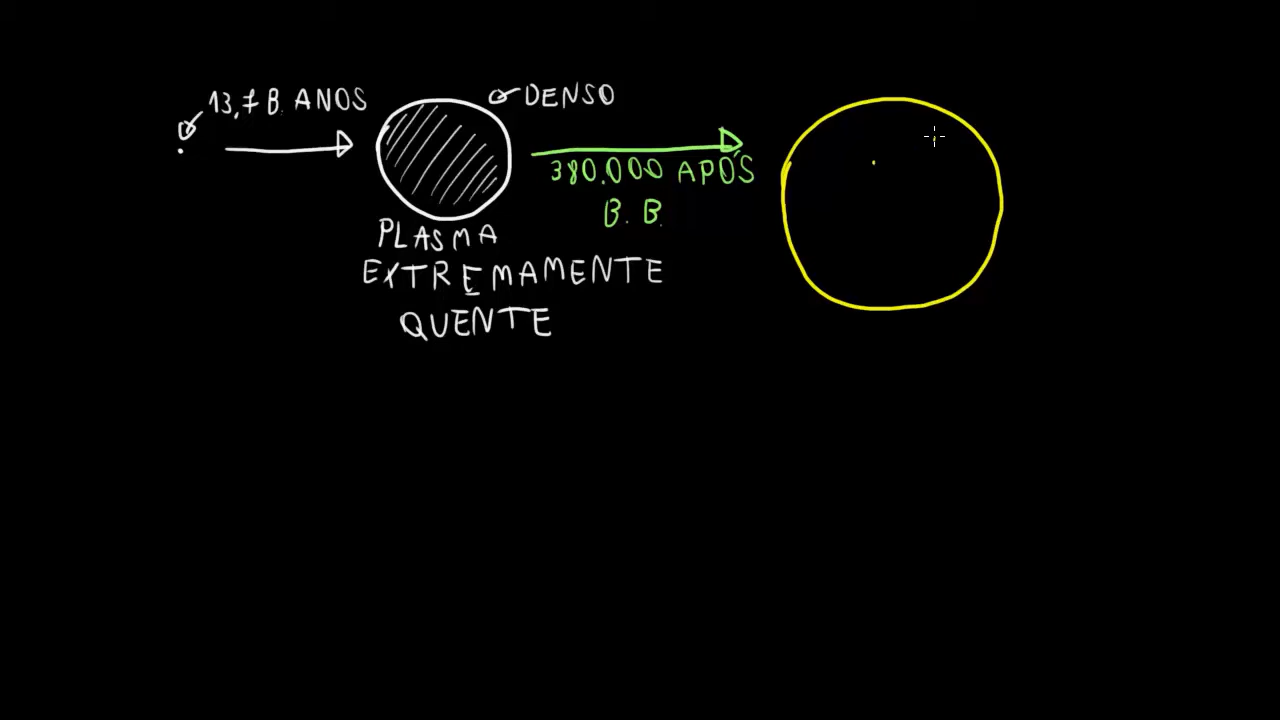 13,7 B. ANOS
DENSO
380.000 APÓS
B. B.
PLASMA
EXTREMAMENTE
QUENTE